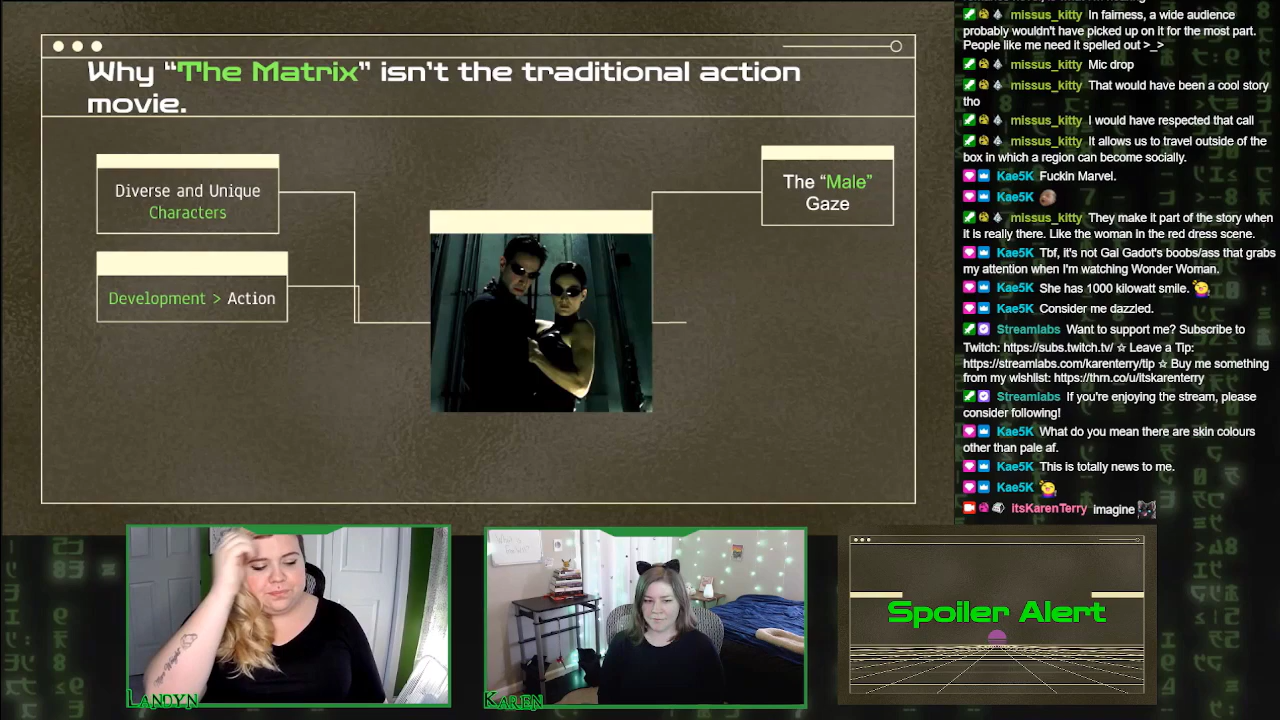 Why “The Matrix” isn't the traditional action
movie.
Diverse and Unique
Characters
Development > Action
The “Male”
Gaze
missus_kitty In fairness, a wide audience
probably wouldn't have picked up on it for the most part.
People like me need it spelled out >_>
missus_kitty Mic drop
missus_kitty That would have been a cool story
tho
missus_kitty I would have respected that call
missus_kitty It allows us to travel outside of the
box in which a region can become socially.
Kae5K Fuckin Marvel.
Kae5K
missus_kitty They make it part of the story when
it is really there. Like the woman in the red dress scene.
Kae5K Tbf, it's not Gal Gadot's boobs/ass that grabs
my attention when I'm watching Wonder Woman.
Kae5K She has 1000 kilowatt smile.
Kae5K Consider me dazzled.
Streamlabs Want to support me? Subscribe to
Twitch: https://subs.twitch.tv/ ☆ Leave a Tip:
https://streamlabs.com/karenterry/tip ☆ Buy me something
from my wishlist: https://thrn.co/u/itskarenterry
Streamlabs If you're enjoying the stream, please
consider following!
Kae5K What do you mean there are skin colours
other than pale af.
Kae5K This is totally news to me.
Kae5K
itsKarenTerry imagine
Landyn
Karen
Spoiler Alert